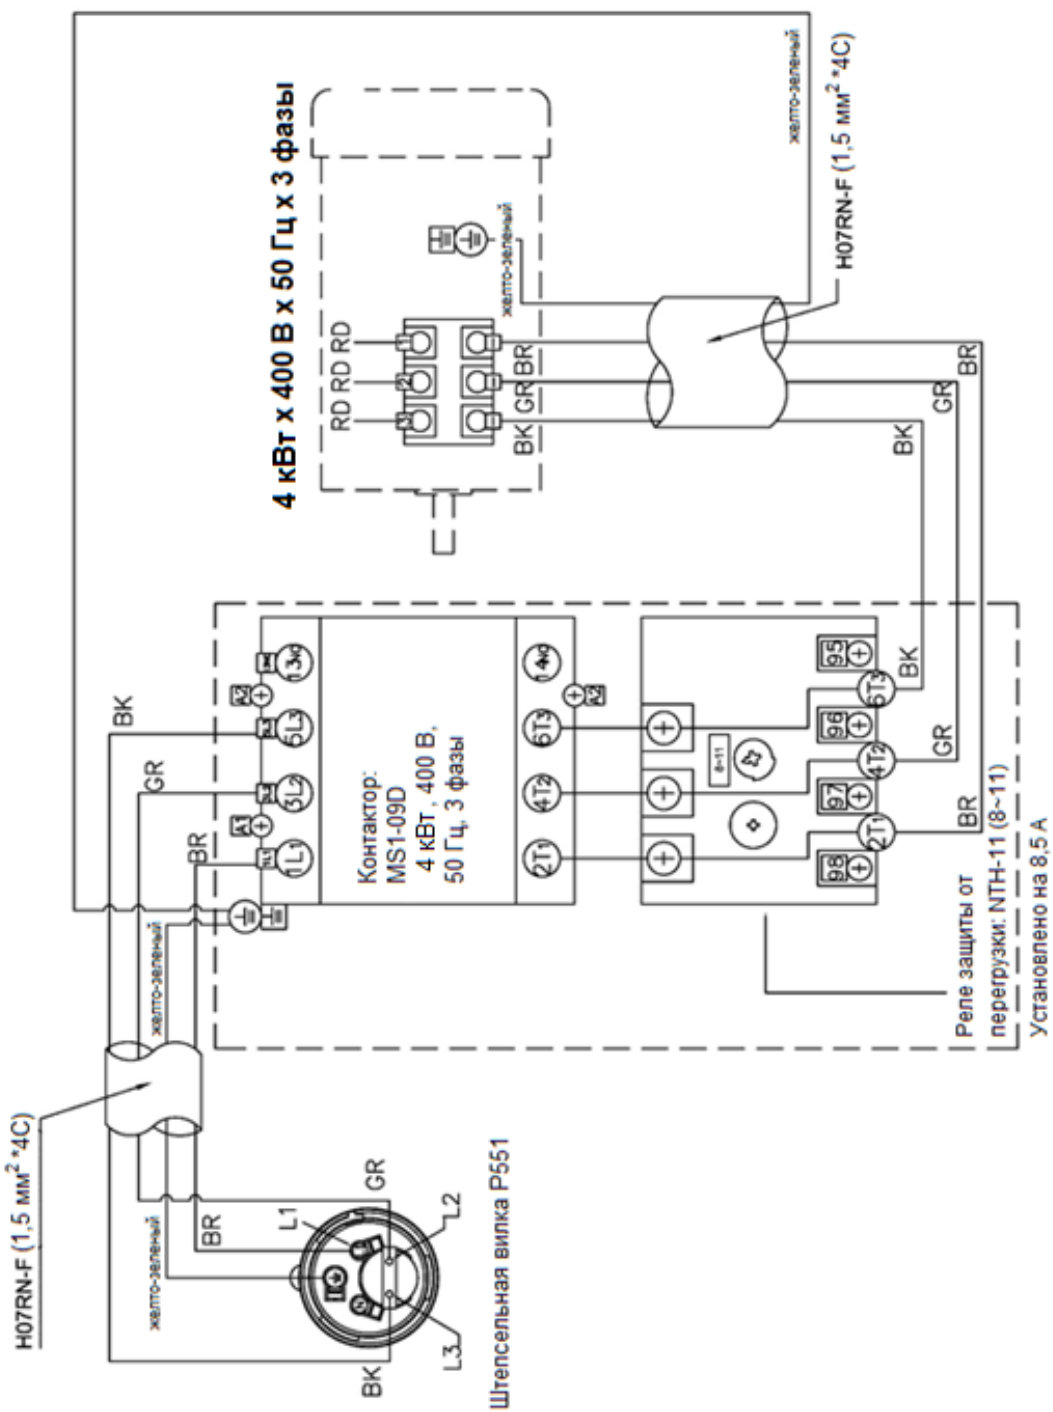 H07RN-F (1,5 мм² *4C)
желто-зеленый
BR
GR
BK
L1
L2
L3
Штепсельная вилка P551
желто-зеленый
BR
GR
BK
1L1
A1
3L2
5L3
A2
13NO
Контактор:
MS1-09D
4 кВт , 400 В,
50 Гц, 3 фазы
2T1
4T2
6T3
14NO
A2
8~11
98
97
96
95
2T1
4T2
6T3
BR
GR
BK
Реле защиты от
перегрузки: NTH-11 (8~11)
Установлено на 8,5 А
4 кВт x 400 В x 50 Гц x 3 фазы
RD RD RD
3
2
1
BK GR BR
желто-зеленый
BK
GR
BR
H07RN-F (1,5 мм² *4C)
желто-зеленый